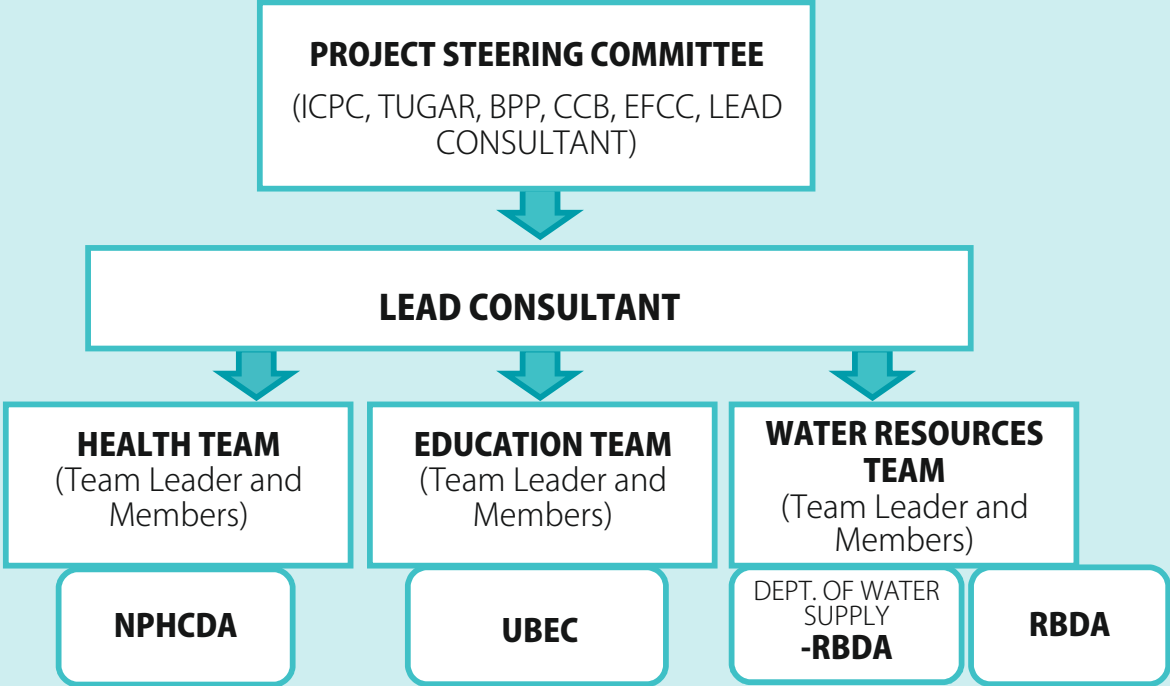 PROJECT STEERING COMMITTEE
(ICPC, TUGAR, BPP, CCB, EFCC, LEAD
CONSULTANT)
LEAD CONSULTANT
HEALTH TEAM
(Team Leader and
Members)
EDUCATION TEAM
(Team Leader and
Members)
WATER RESOURCES
TEAM
(Team Leader and
Members)
NPHCDA
UBEC
DEPT. OF WATER
SUPPLY
-RBDA
RBDA